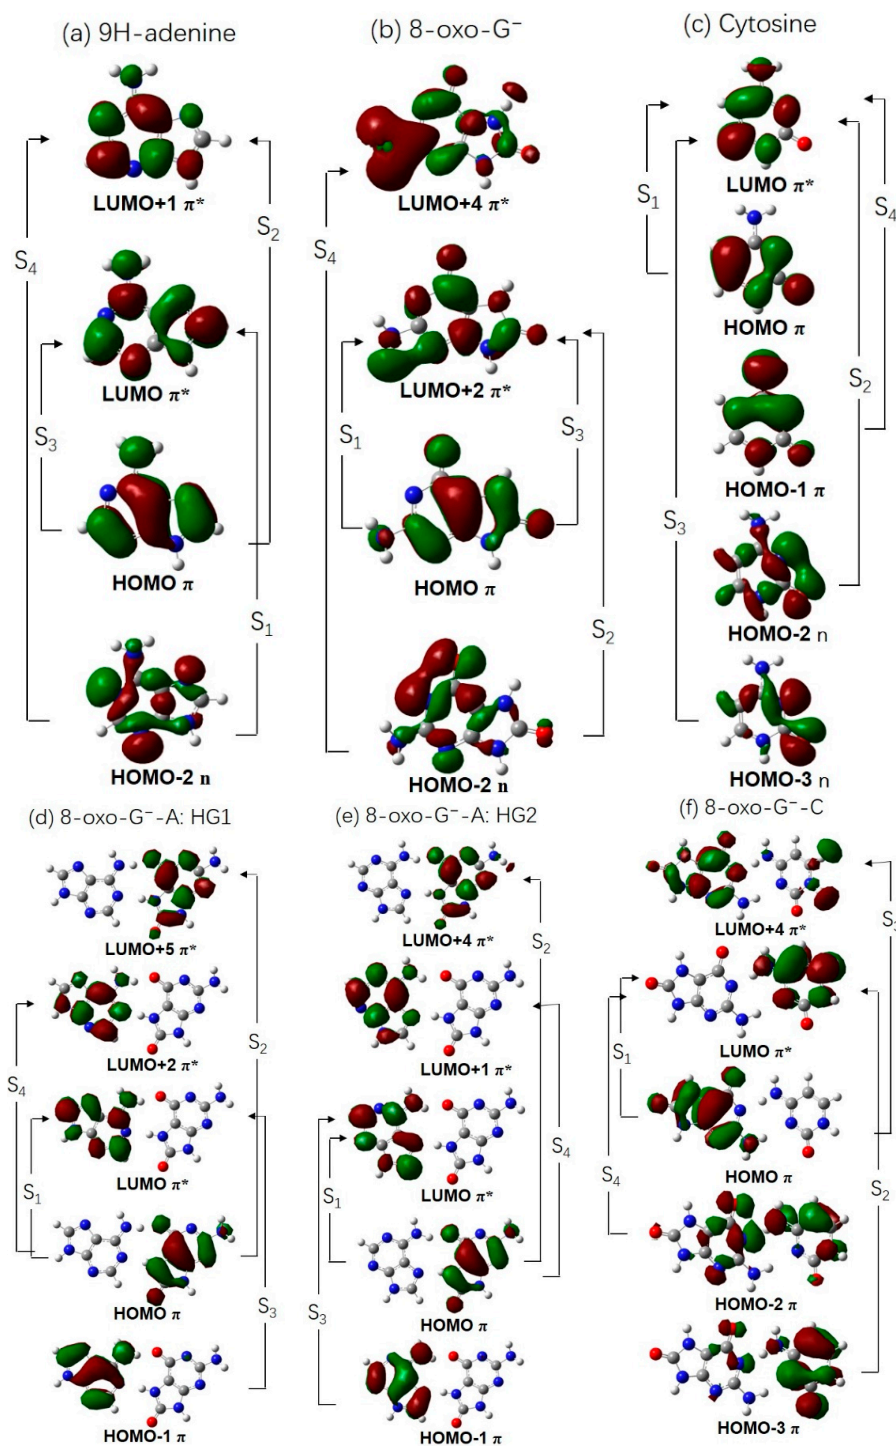 (a) 9H-adenine
LUMO+1 π*
LUMO π*
HOMO π
HOMO-2 n
S₄
S₃
S₂
S₁
(b) 8-oxo-G⁻
LUMO+4 π*
LUMO+2 π*
HOMO π
HOMO-2 n
S₄
S₁
S₃
S₂
(c) Cytosine
LUMO π*
HOMO π
HOMO-1 π
HOMO-2 n
HOMO-3 n
S₁
S₃
S₄
S₂
(d) 8-oxo-G⁻-A: HG1
LUMO+5 π*
LUMO+2 π*
LUMO π*
HOMO π
HOMO-1 π
S₄
S₁
S₂
S₃
(e) 8-oxo-G⁻-A: HG2
LUMO+4 π*
LUMO+1 π*
LUMO π*
HOMO π
HOMO-1 π
S₁
S₃
S₂
S₄
(f) 8-oxo-G⁻-C
LUMO+4 π*
LUMO π*
HOMO π
HOMO-2 π
HOMO-3 π
S₁
S₄
S₃
S₂